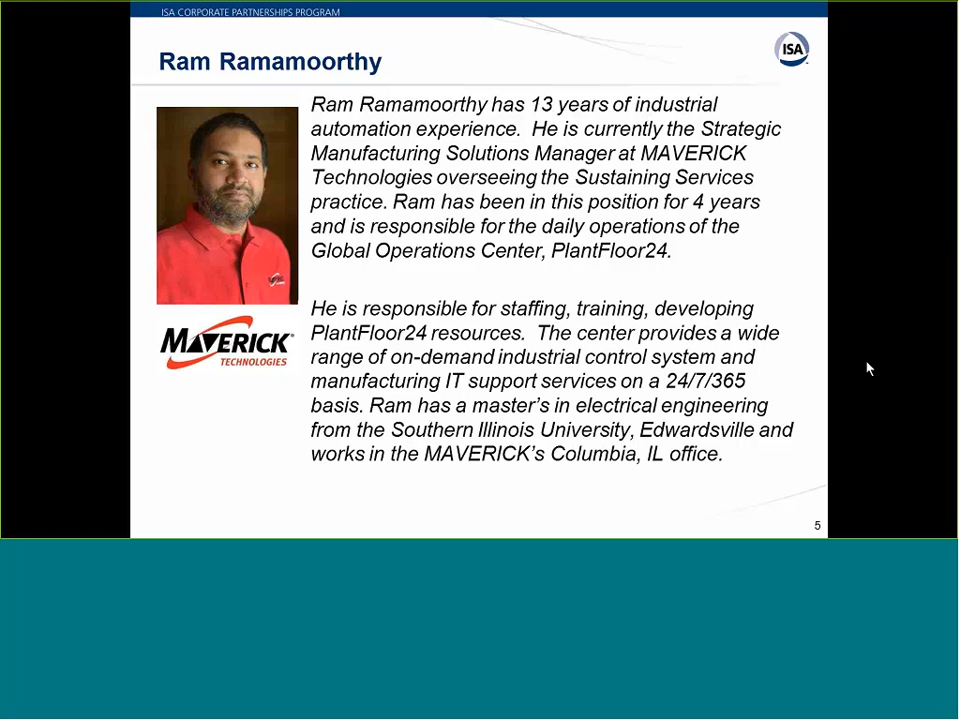 ISA CORPORATE PARTNERSHIPS PROGRAM
Ram Ramamoorthy
ISA
Ram Ramamoorthy has 13 years of industrial
automation experience.  He is currently the Strategic
Manufacturing Solutions Manager at MAVERICK
Technologies overseeing the Sustaining Services
practice. Ram has been in this position for 4 years
and is responsible for the daily operations of the
Global Operations Center, PlantFloor24.
He is responsible for staffing, training, developing
PlantFloor24 resources.  The center provides a wide
range of on-demand industrial control system and
manufacturing IT support services on a 24/7/365
basis. Ram has a master’s in electrical engineering
from the Southern Illinois University, Edwardsville and
works in the MAVERICK’s Columbia, IL office.
MAVERICK
TECHNOLOGIES
5